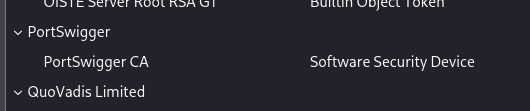 OISTE Server Root RSA G1 Builtin Object Token
PortSwigger
PortSwigger CA Software Security Device
QuoVadis Limited